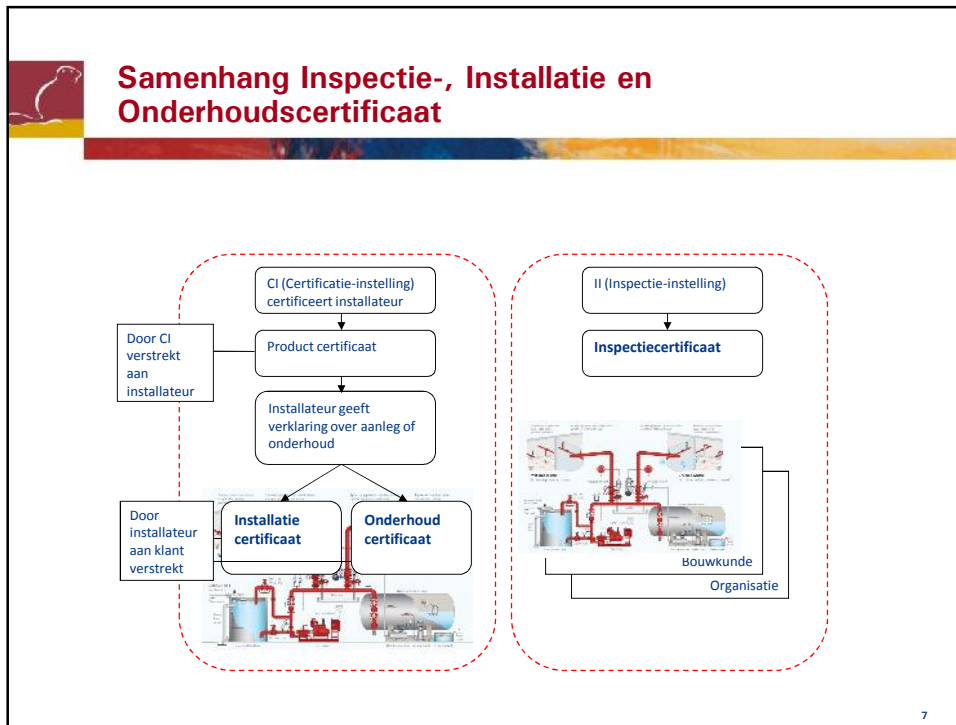 Samenhang Inspectie-, Installatie en
Onderhoudscertificaat
CI (Certificatie-instelling)
certificeert installateur
Door CI
verstrekt
aan
installateur
Product certificaat
Installateur geeft
verklaring over aanleg of
onderhoud
Door
installateur
aan klant
verstrekt
Installatie
certificaat
Onderhoud
certificaat
II (Inspectie-instelling)
Inspectiecertificaat
Bouwkunde
Organisatie
7